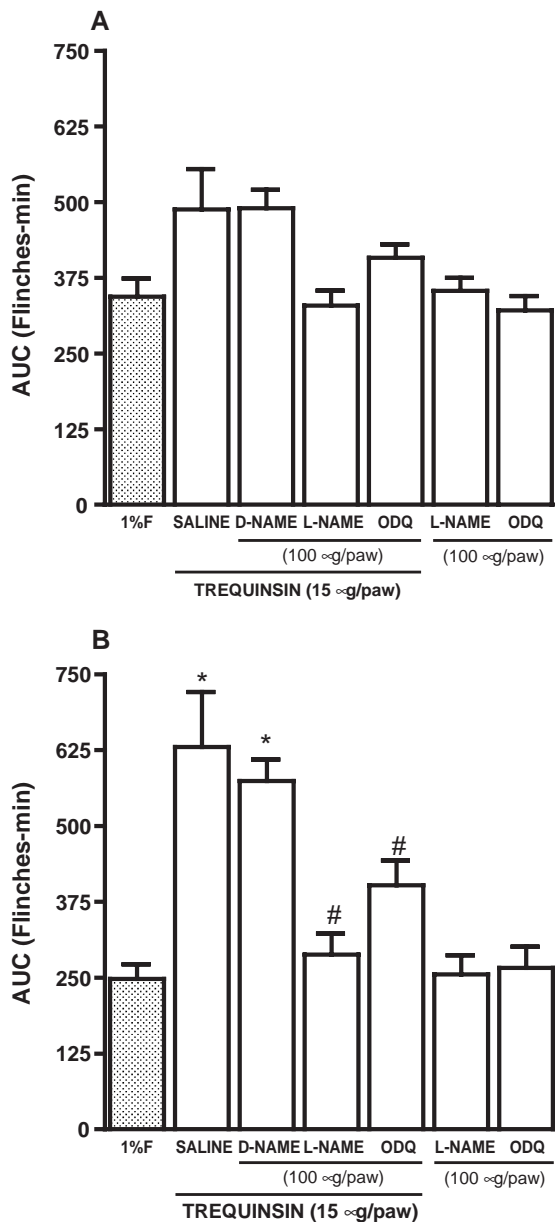 A
AUC (Flinches-min)
750
625
500
375
250
125
0
1%F SALINE D-NAME L-NAME ODQ L-NAME ODQ
(100 ∝g/paw) (100 ∝g/paw)
TREQUINSIN (15 ∝g/paw)
B
AUC (Flinches-min)
750
625
500
375
250
125
0
*
*
#
#
1%F SALINE D-NAME L-NAME ODQ L-NAME ODQ
(100 ∝g/paw) (100 ∝g/paw)
TREQUINSIN (15 ∝g/paw)